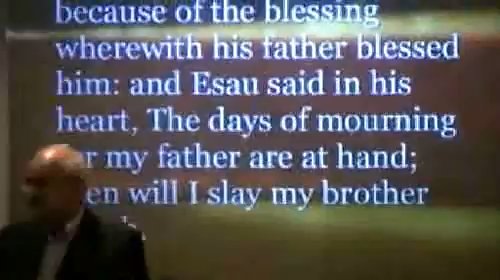 because of the blessing
wherewith his father blessed
him: and Esau said in his
heart, The days of mourning
my father are at hand;
will I slay my brother